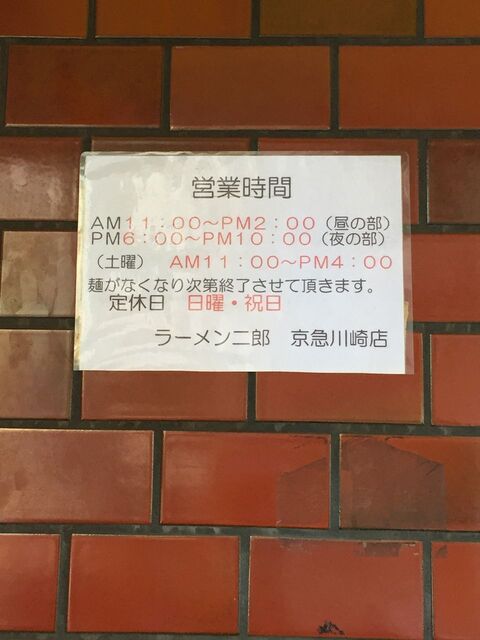 営業時間
AM11:00～PM2:00(昼の部)
PM6:00～PM10:00(夜の部)
(土曜) AM11:00～PM4:00
麺がなくなり次第終了させて頂きます。
定休日 日曜・祝日
ラーメン二郎 京急川崎店